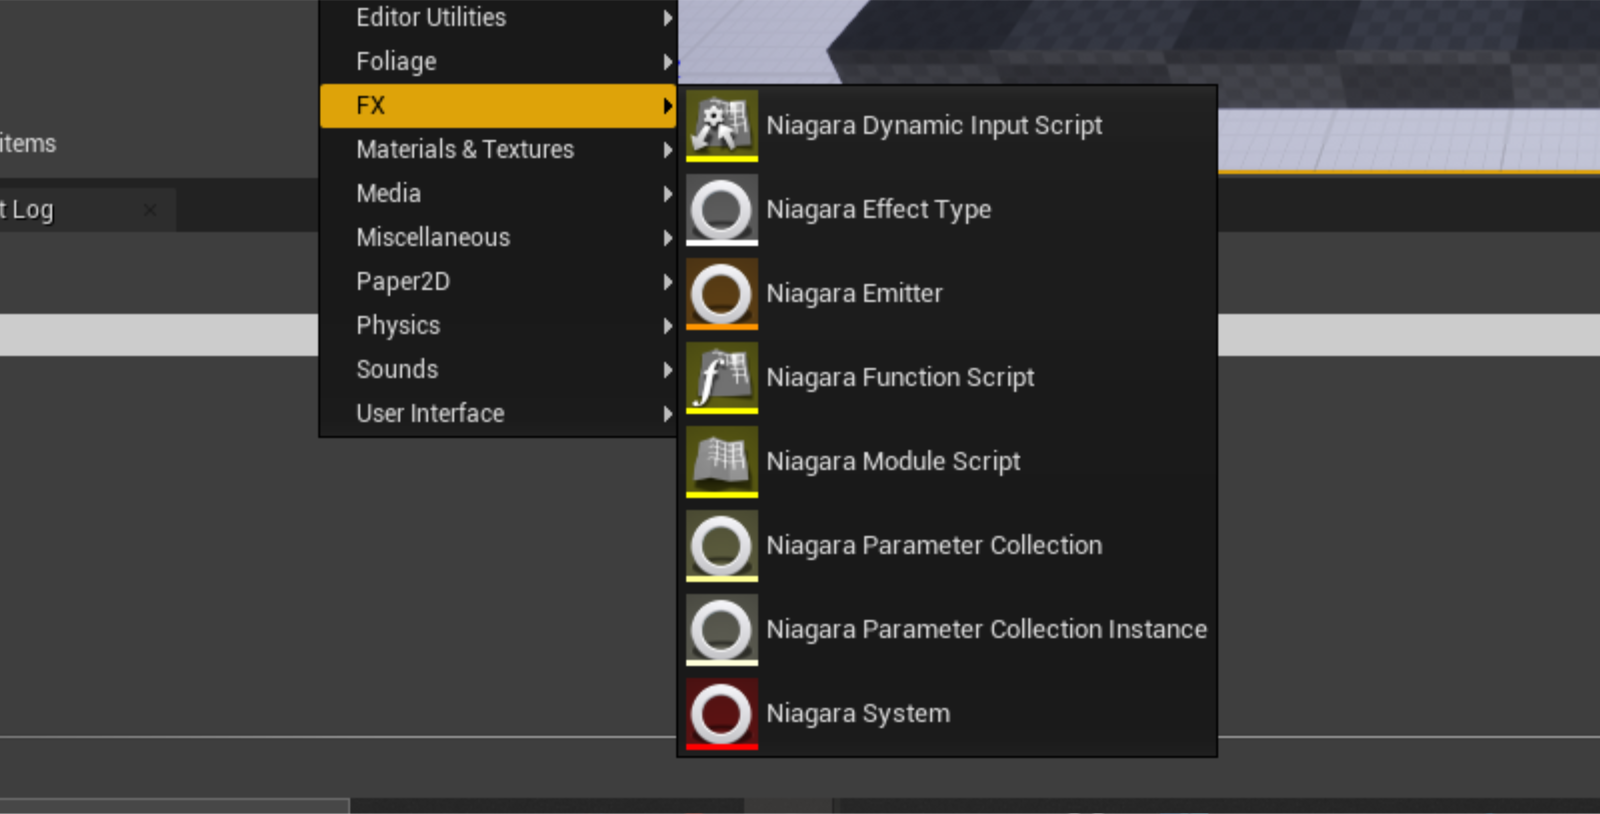 Editor Utilities
Foliage
FX
Materials & Textures
Media
Miscellaneous
Paper2D
Physics
Sounds
User Interface
items
t Log
Niagara Dynamic Input Script
Niagara Effect Type
Niagara Emitter
Niagara Function Script
Niagara Module Script
Niagara Parameter Collection
Niagara Parameter Collection Instance
Niagara System